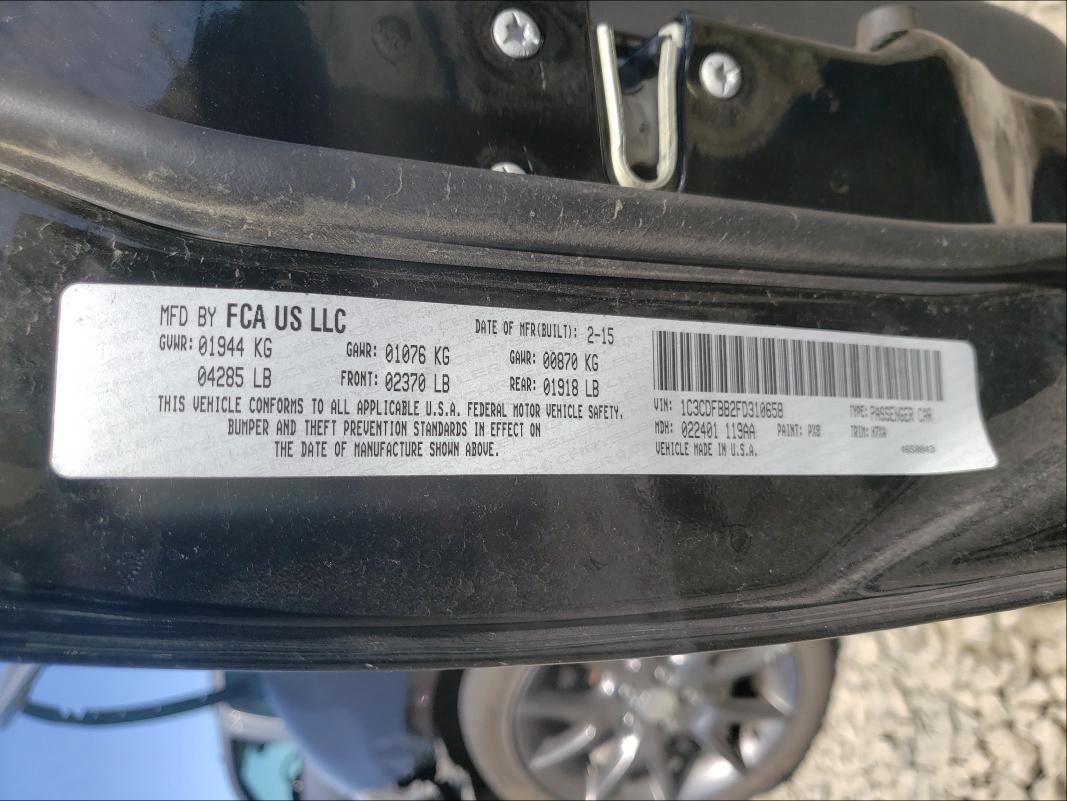 MFD BY FCA US LLC DATE OF MFR(BUILT): 2-15
GVWR: 01944 KG GAWR: 01076 KG GAWR: 00870 KG
04285 LB FRONT: 02370 LB REAR: 01918 LB
THIS VEHICLE CONFORMS TO ALL APPLICABLE U.S.A. FEDERAL MOTOR VEHICLE SAFETY,
BUMPER AND THEFT PREVENTION STANDARDS IN EFFECT ON
THE DATE OF MANUFACTURE SHOWN ABOVE.
VIN: 1C3CDFBB2FD310658 TYPE: PASSENGER CAR
MDH: 022401 119AA PAINT: PX8 TRIM:
VEHICLE MADE IN U.S.A.